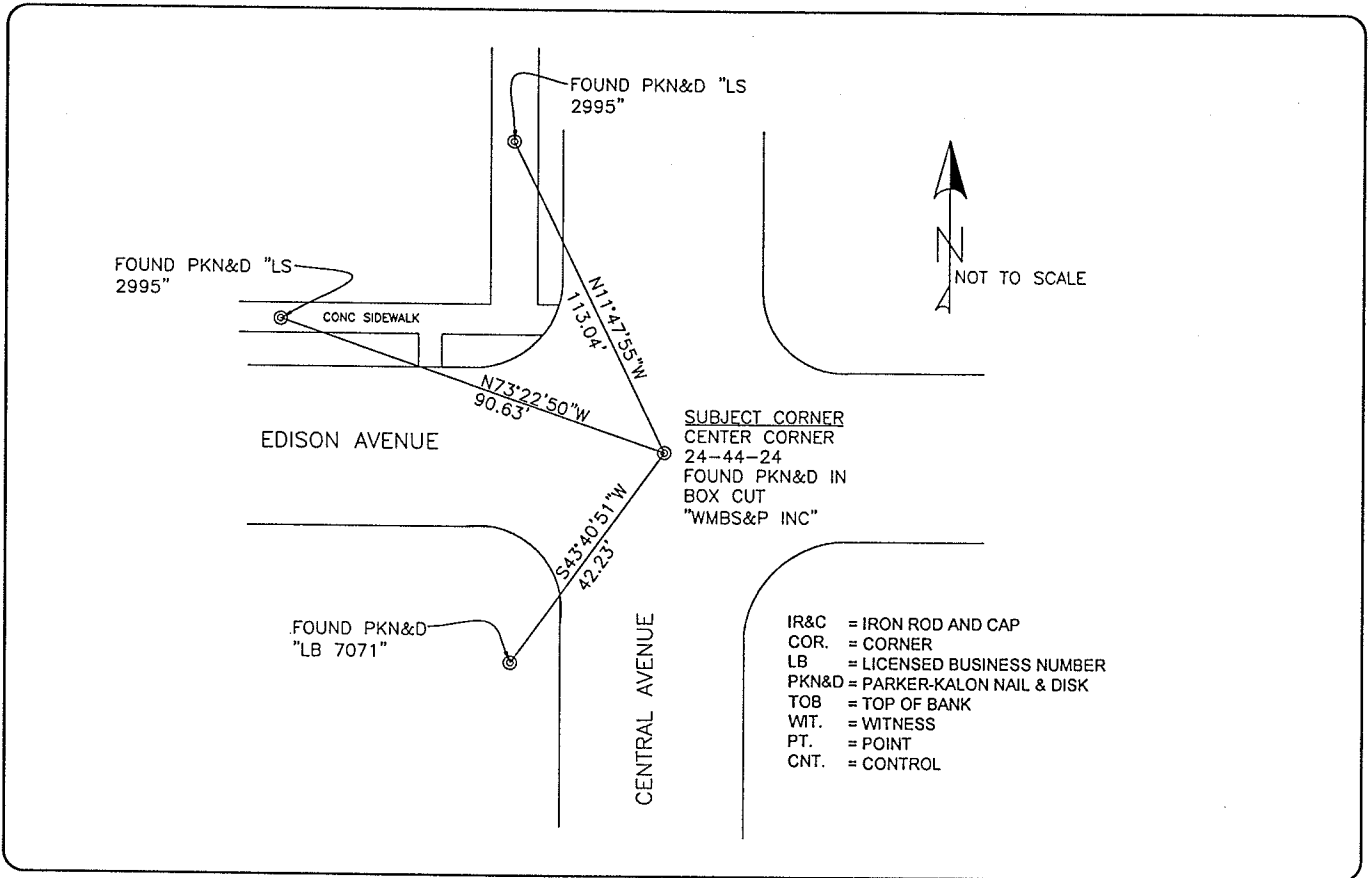 FOUND PKN&D "LS
2995"
FOUND PKN&D "LS
2995"
CONC SIDEWALK
N
NOT TO SCALE
N11°47'55"W
113.04'
N73°22'50"W
90.63'
EDISON AVENUE
SUBJECT CORNER
CENTER CORNER
24-44-24
FOUND PKN&D IN
BOX CUT
"WMBS&P INC"
S43°40'51"W
42.23'
FOUND PKN&D
"LB 7071"
CENTRAL AVENUE
IR&C = IRON ROD AND CAP
COR. = CORNER
LB = LICENSED BUSINESS NUMBER
PKN&D = PARKER-KALON NAIL & DISK
TOB = TOP OF BANK
WIT. = WITNESS
PT. = POINT
CNT. = CONTROL